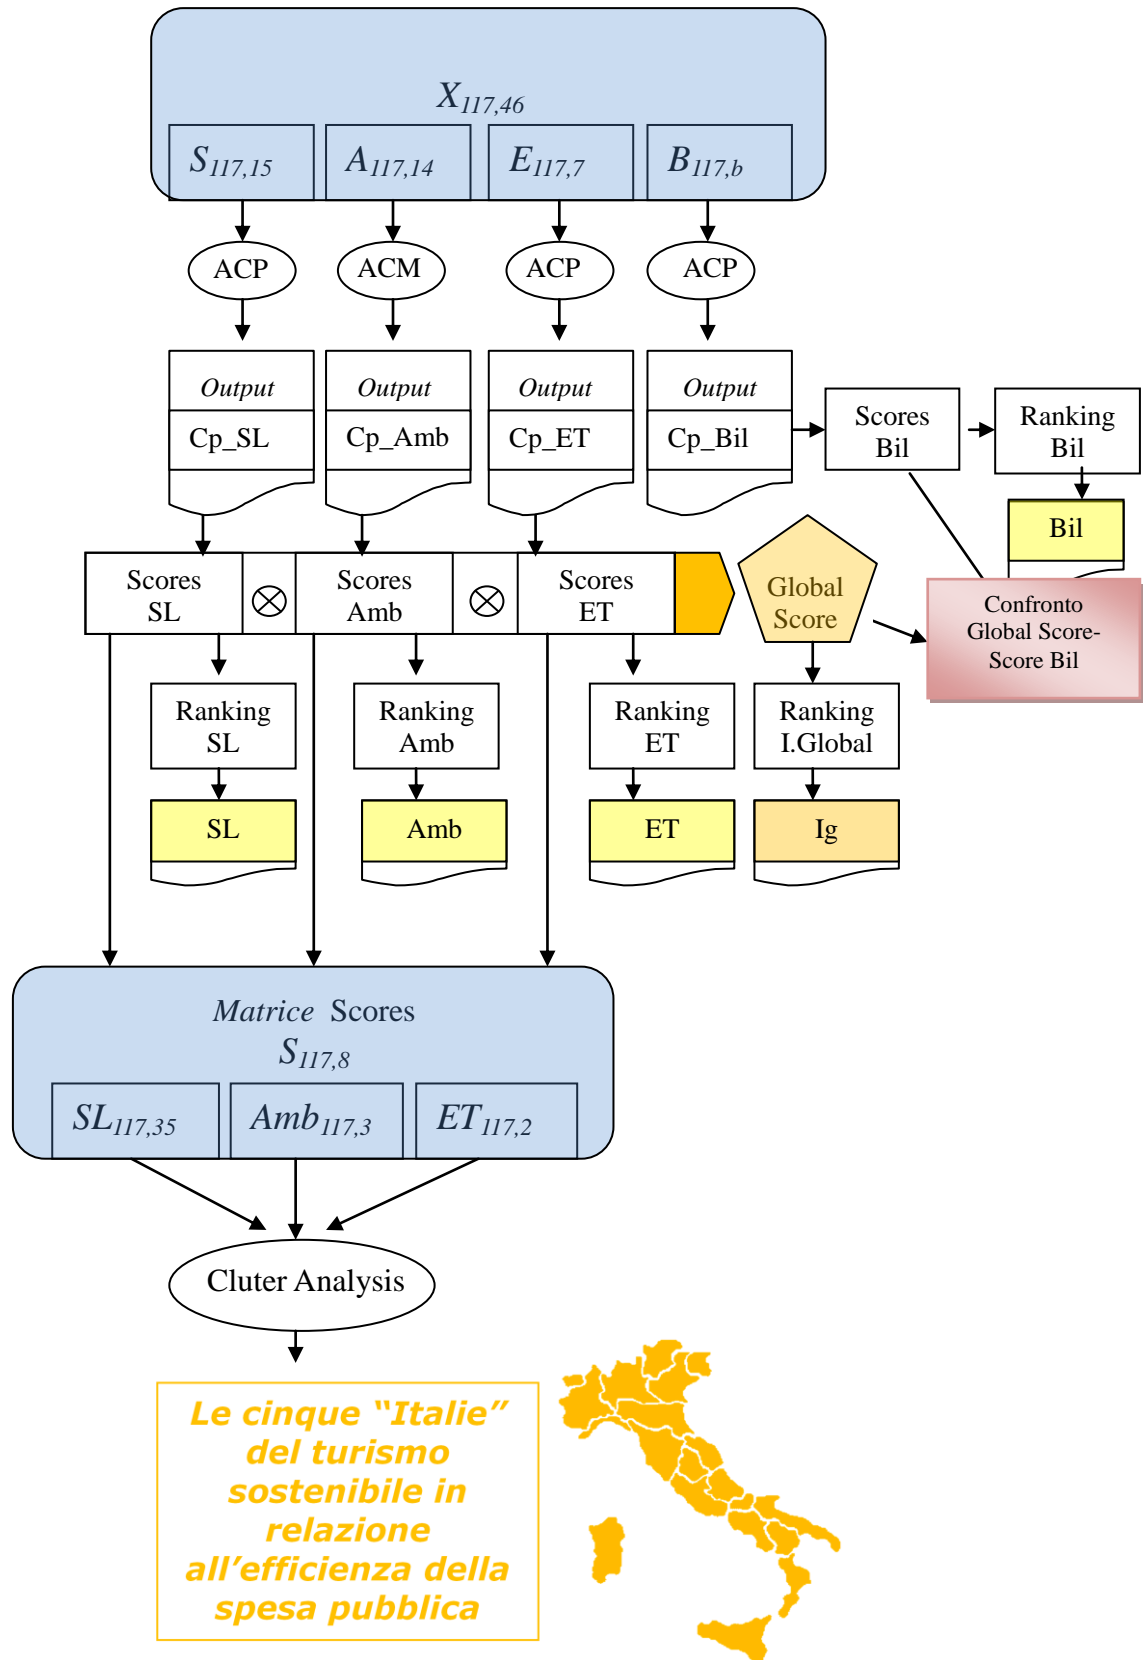 X117,46
S117,15 A117,14 E117,7 B117,b
ACP ACM ACP ACP
Output Output Output Output
Cp_SL Cp_Amb Cp_ET Cp_Bil
Scores
Bil
Ranking
Bil
Bil
Scores
SL
⊗
Scores
Amb
⊗
Scores
ET
Global
Score
Confronto
Global Score-
Score Bil
Ranking
SL
Ranking
Amb
Ranking
ET
Ranking
I.Global
SL Amb ET Ig
Matrice Scores
S117,8
SL117,35 Amb117,3 ET117,2
Cluter Analysis
Le cinque “Italie”
del turismo
sostenibile in
relazione
all’efficienza della
spesa pubblica